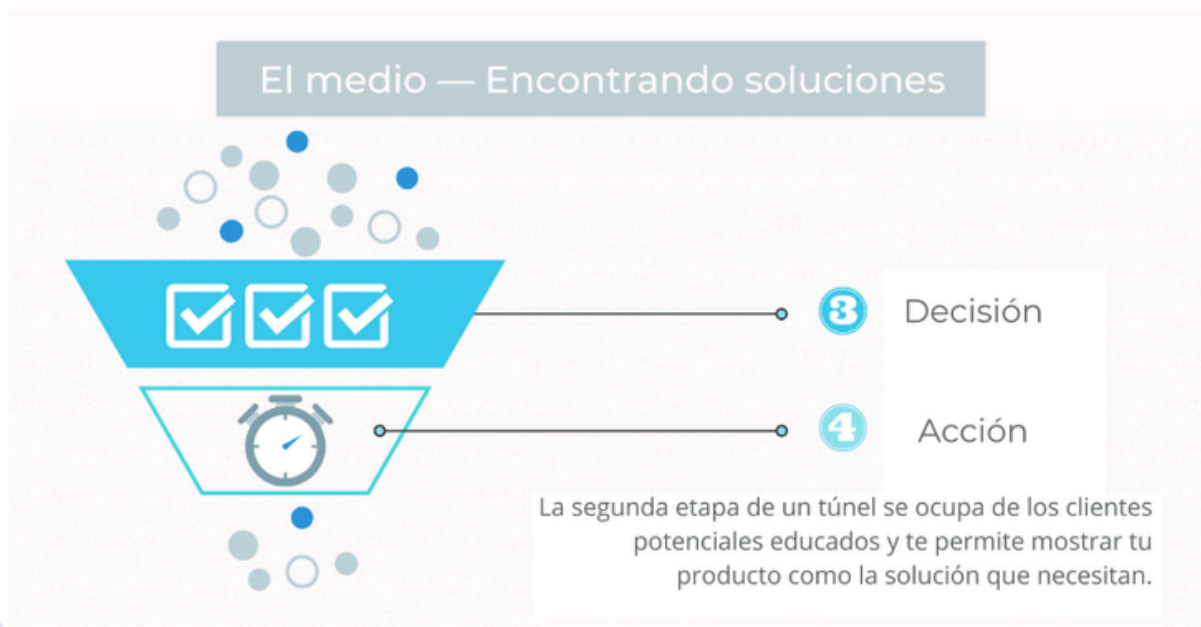 El medio — Encontrando soluciones
3 Decisión
4 Acción
La segunda etapa de un túnel se ocupa de los clientes
potenciales educados y te permite mostrar tu
producto como la solución que necesitan.